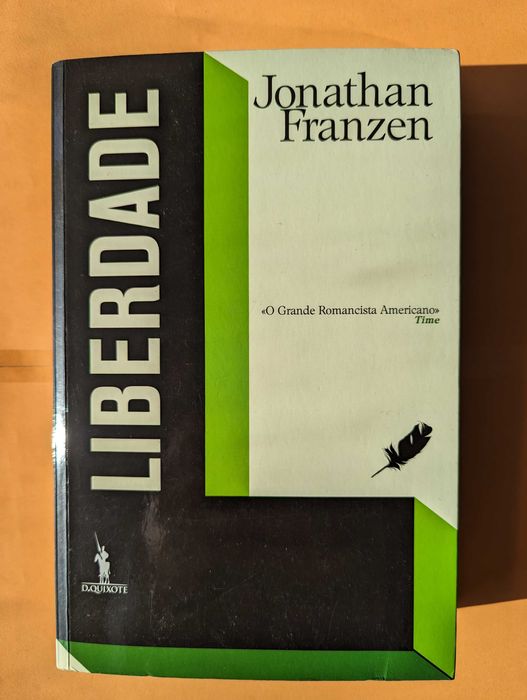 LIBERDADE
Jonathan
Franzen
«O Grande Romancista Americano»
Time
D.QUIXOTE